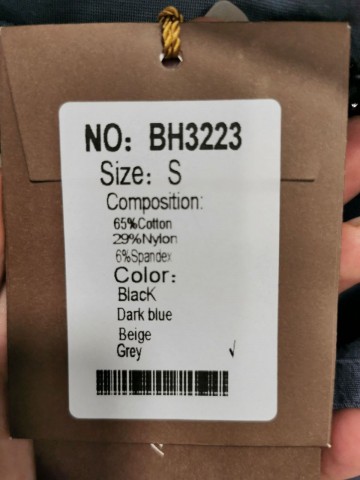 NO: BH3223
Size: S
Composition:
65%Cotton
29%Nylon
6%Spandex
Color:
BlacK
Dark blue
Beige
Grey √